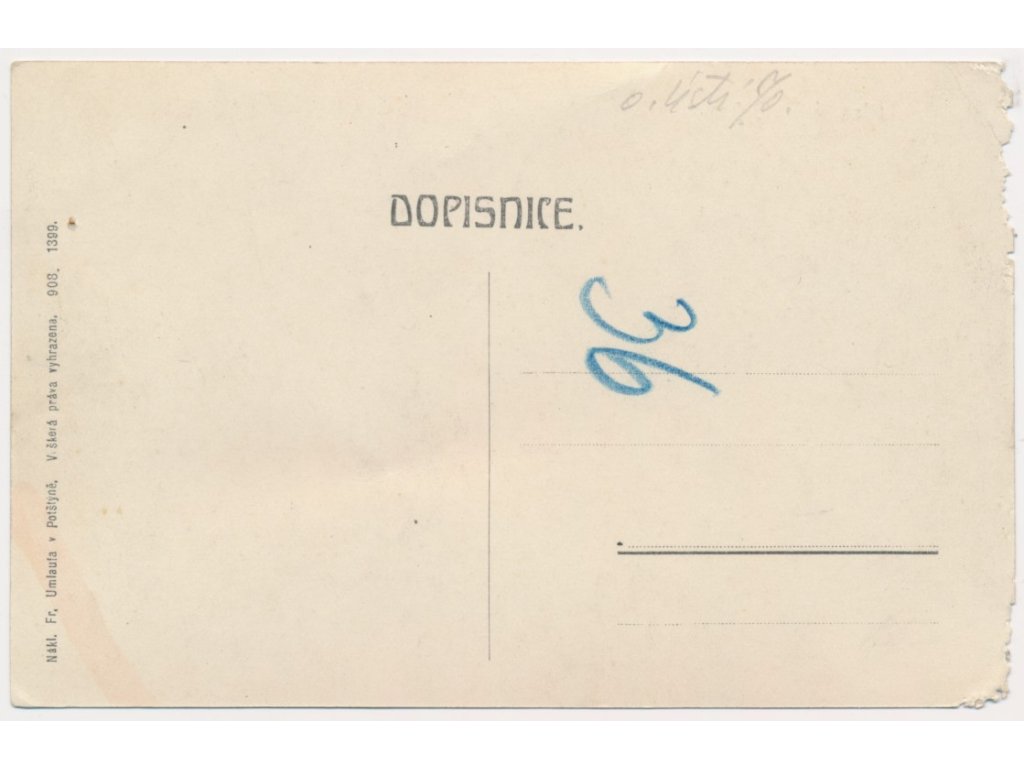 DOPISNICE.
36
Nákl. Fr. Umlaufa v Potštýně. Veškerá práva vyhrazena. 908. 1399.